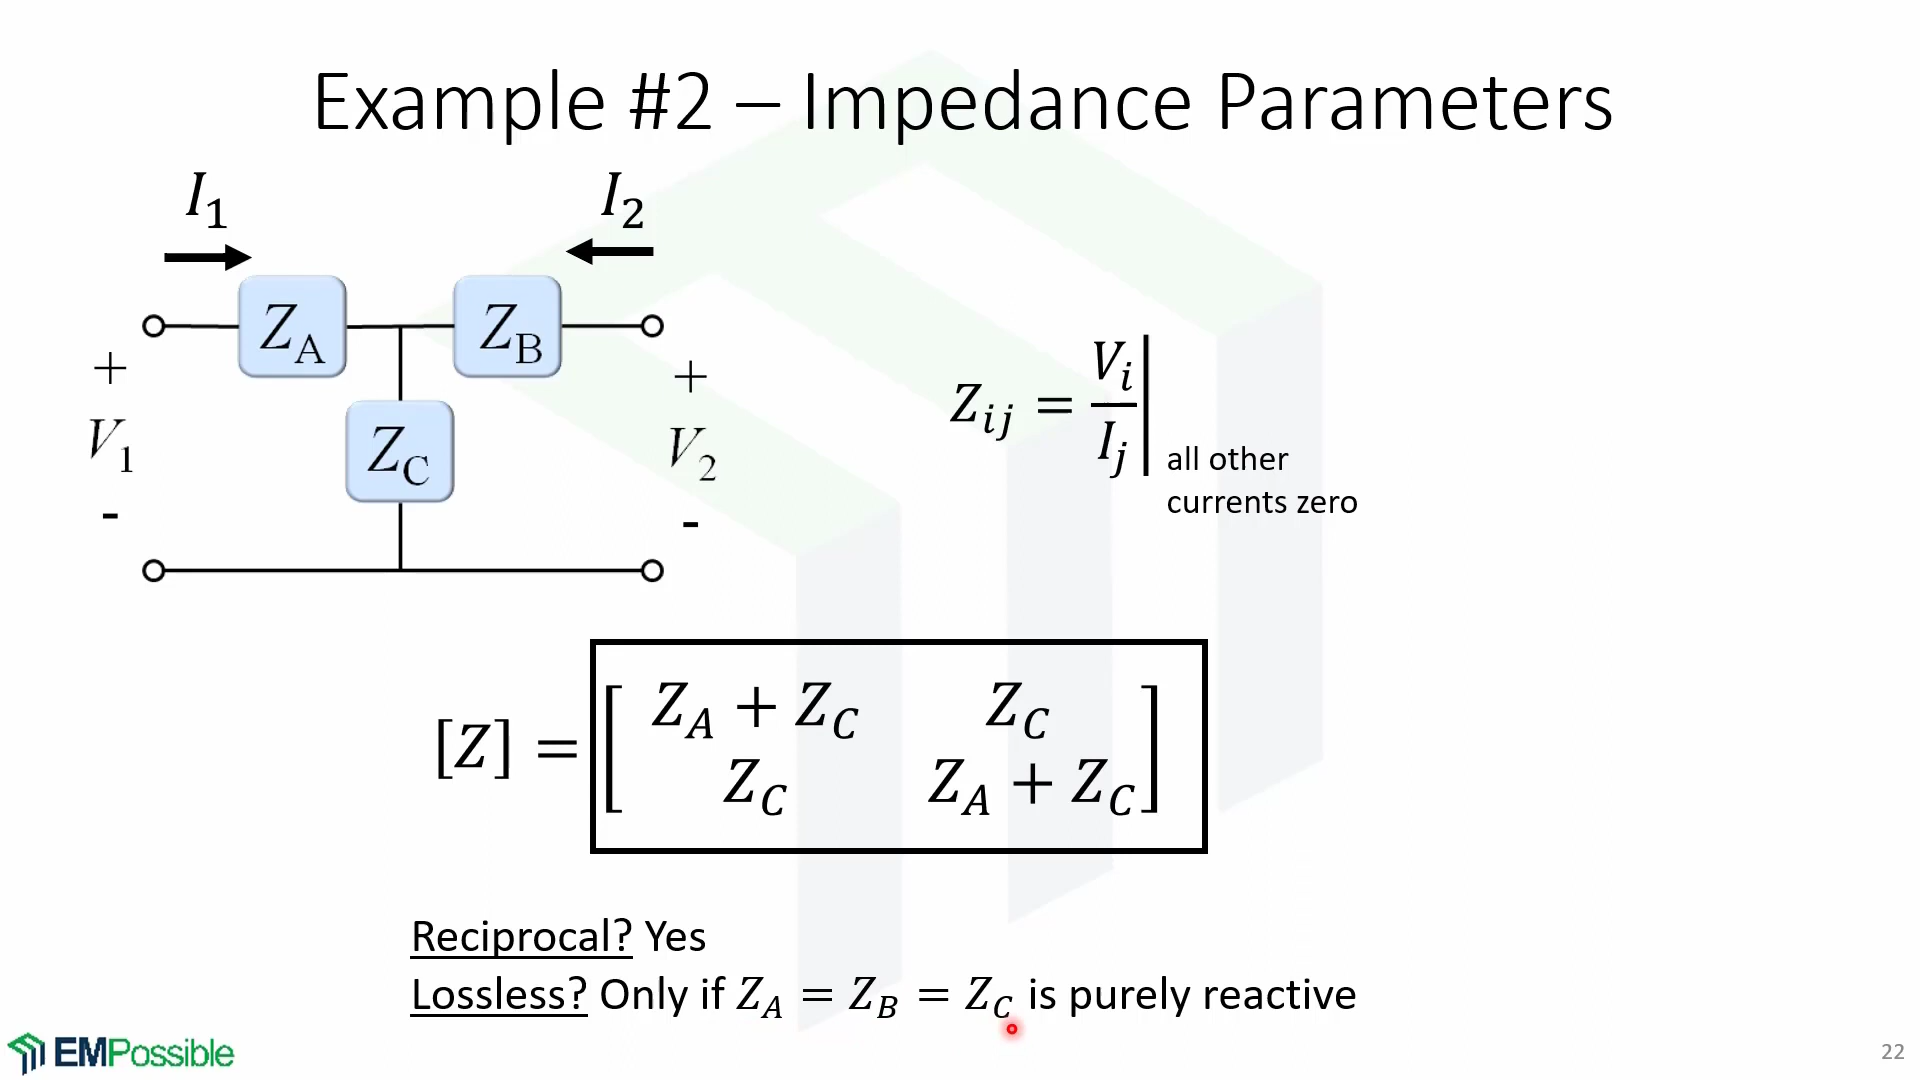 Example #2 – Impedance Parameters
I₁
I₂
Z_A
Z_B
+
V₁
-
Z_C
+
V₂
-
Z_ij = V_i / I_j |
all other
currents zero
[Z] = [ Z_A + Z_C   Z_C
Z_C   Z_A + Z_C ]
Reciprocal? Yes
Lossless? Only if Z_A = Z_B = Z_C is purely reactive
EMPossible
22